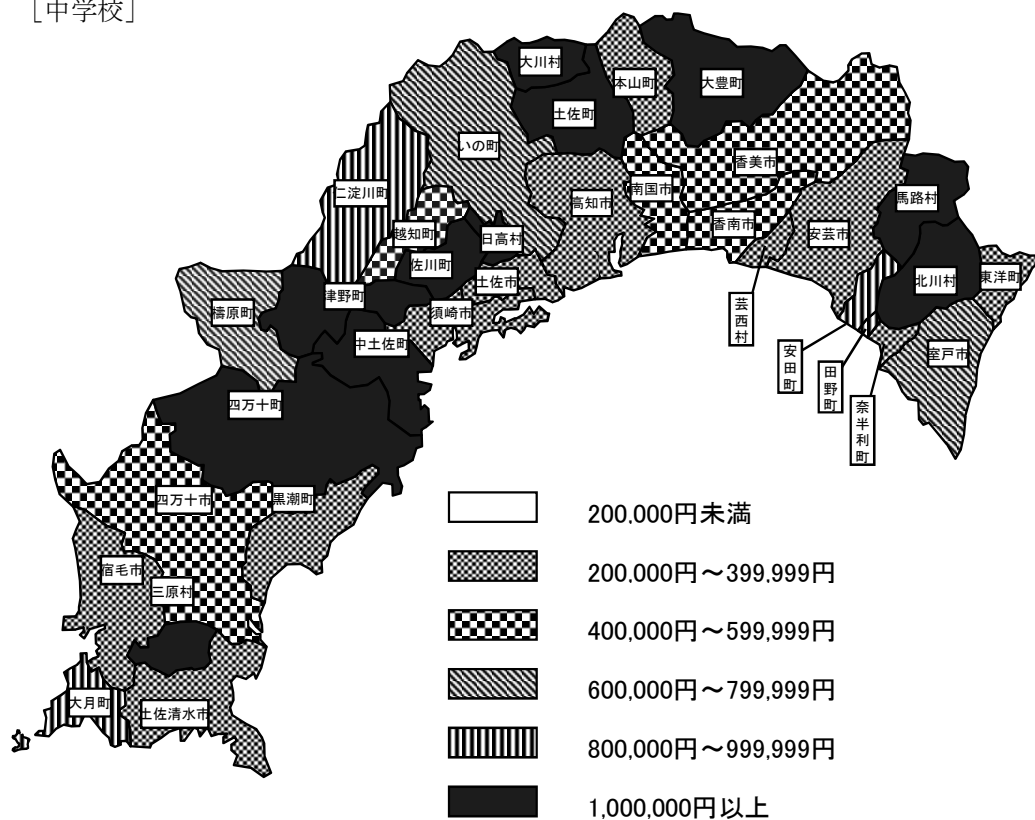 ［中学校］
大川村
本山町
大豊町
土佐町
いの町
香美市
仁淀川町
南国市
高知市
馬路村
越知町
日高村
香南市
安芸市
佐川町
土佐市
北川村
東洋町
津野町
須崎市
檮原町
芸西村
中土佐町
安田町
田野町
奈半利町
室戸市
四万十町
四万十市
黒潮町
宿毛市
三原村
大月町
土佐清水市
200,000円未満
200,000円～399,999円
400,000円～599,999円
600,000円～799,999円
800,000円～999,999円
1,000,000円以上